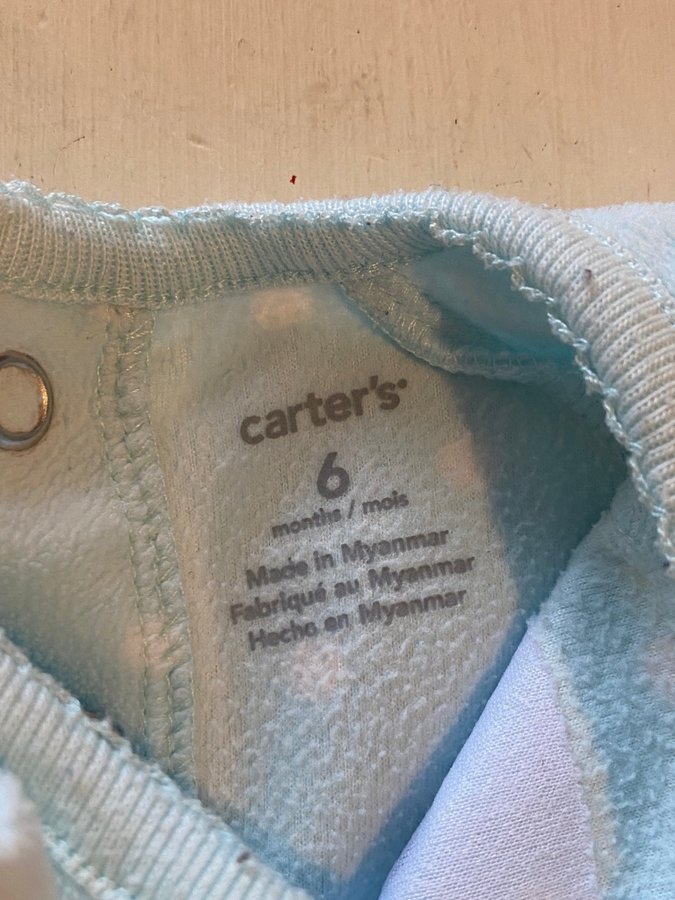 carter's
6
months / mois
Made in Myanmar
Fabriqué au Myanmar
Hecho en Myanmar